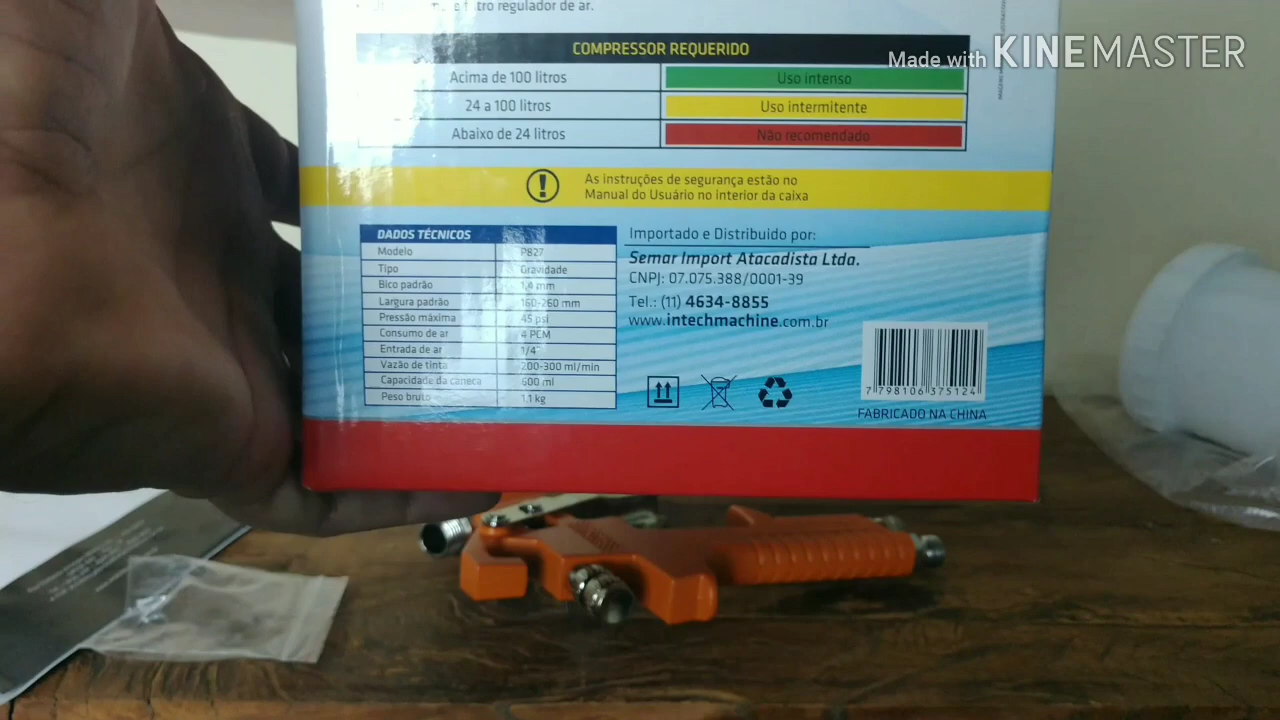 tro regulador de ar.
COMPRESSOR REQUERIDO
Acima de 100 litros Uso intenso
24 a 100 litros Uso intermitente
Abaixo de 24 litros Não recomendado
As instruções de segurança estão no
Manual do Usuário no interior da caixa
DADOS TÉCNICOS
Modelo P827
Tipo Gravidade
Bico padrão 1,4 mm
Largura padrão 160-260 mm
Pressão máxima 45 psi
Consumo de ar 4 PCM
Entrada de ar 1/4"
Vazão de tinta 200-300 ml/min
Capacidade da caneca 600 ml
Peso bruto 1,1 kg
Importado e Distribuido por:
Semar Import Atacadista Ltda.
CNPJ: 07.075.388/0001-39
Tel.: (11) 4634-8855
www.intechmachine.com.br
7 798106 375124
FABRICADO NA CHINA
Made with KINEMASTER